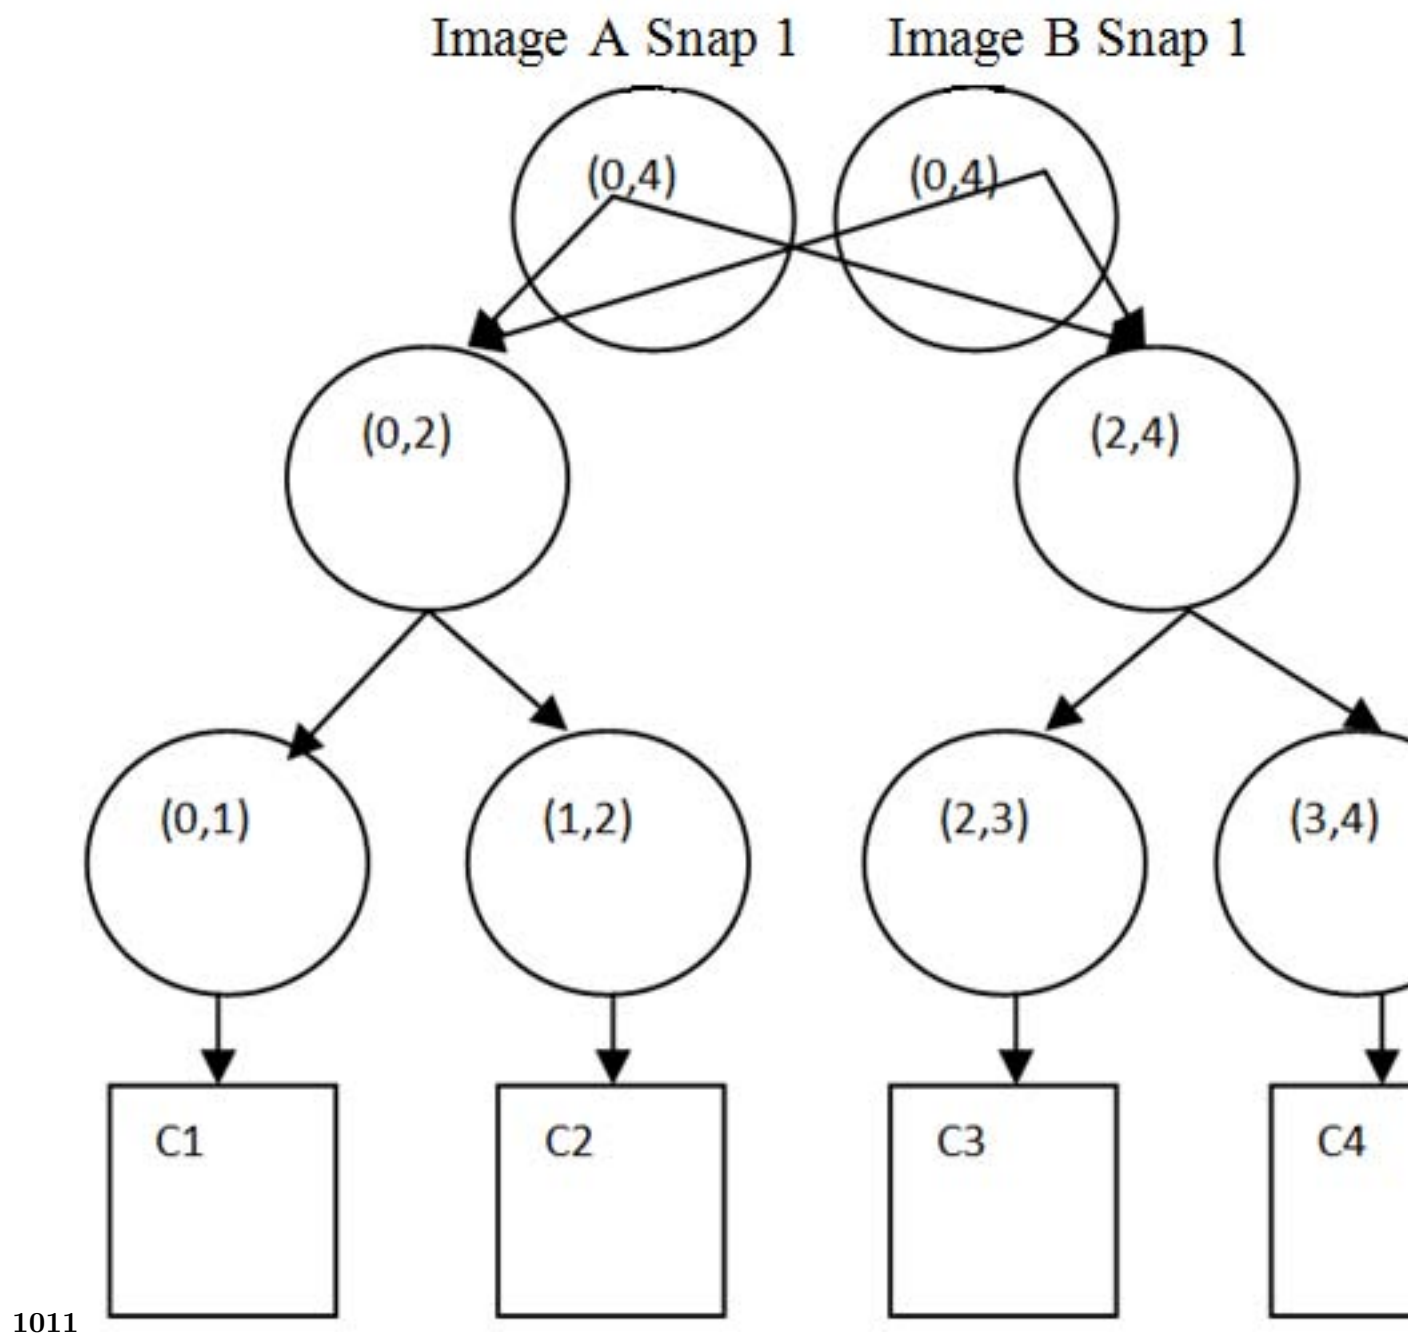 Image A Snap 1 Image B Snap 1
(0,4) (0,4)
(0,2) (2,4)
(0,1) (1,2) (2,3) (3,4)
C1 C2 C3 C4
1011